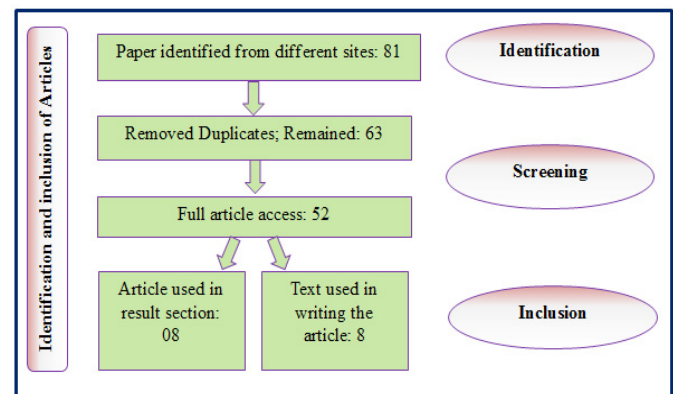 Identification and inclusion of Articles
Paper identified from different sites: 81
Identification
Removed Duplicates; Remained: 63
Screening
Full article access: 52
Article used in
result section:
08
Text used in
writing the
article: 8
Inclusion